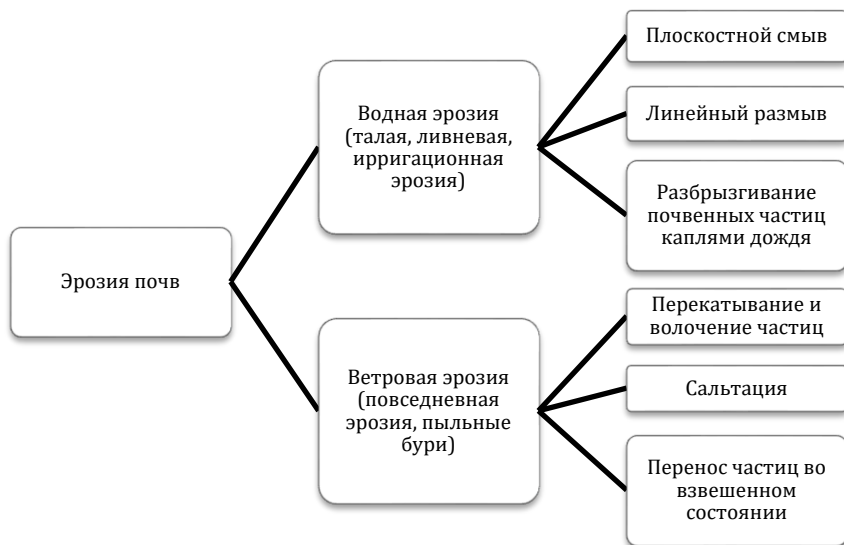 Эрозия почв
Водная эрозия
(талая, ливневая,
ирригационная
эрозия)
Плоскостной смыв
Линейный размыв
Разбрызгивание
почвенных частиц
каплями дождя
Ветровая эрозия
(повседневная
эрозия, пыльные
бури)
Перекатывание и
волочение частиц
Сальтация
Перенос частиц во
взвешенном
состоянии